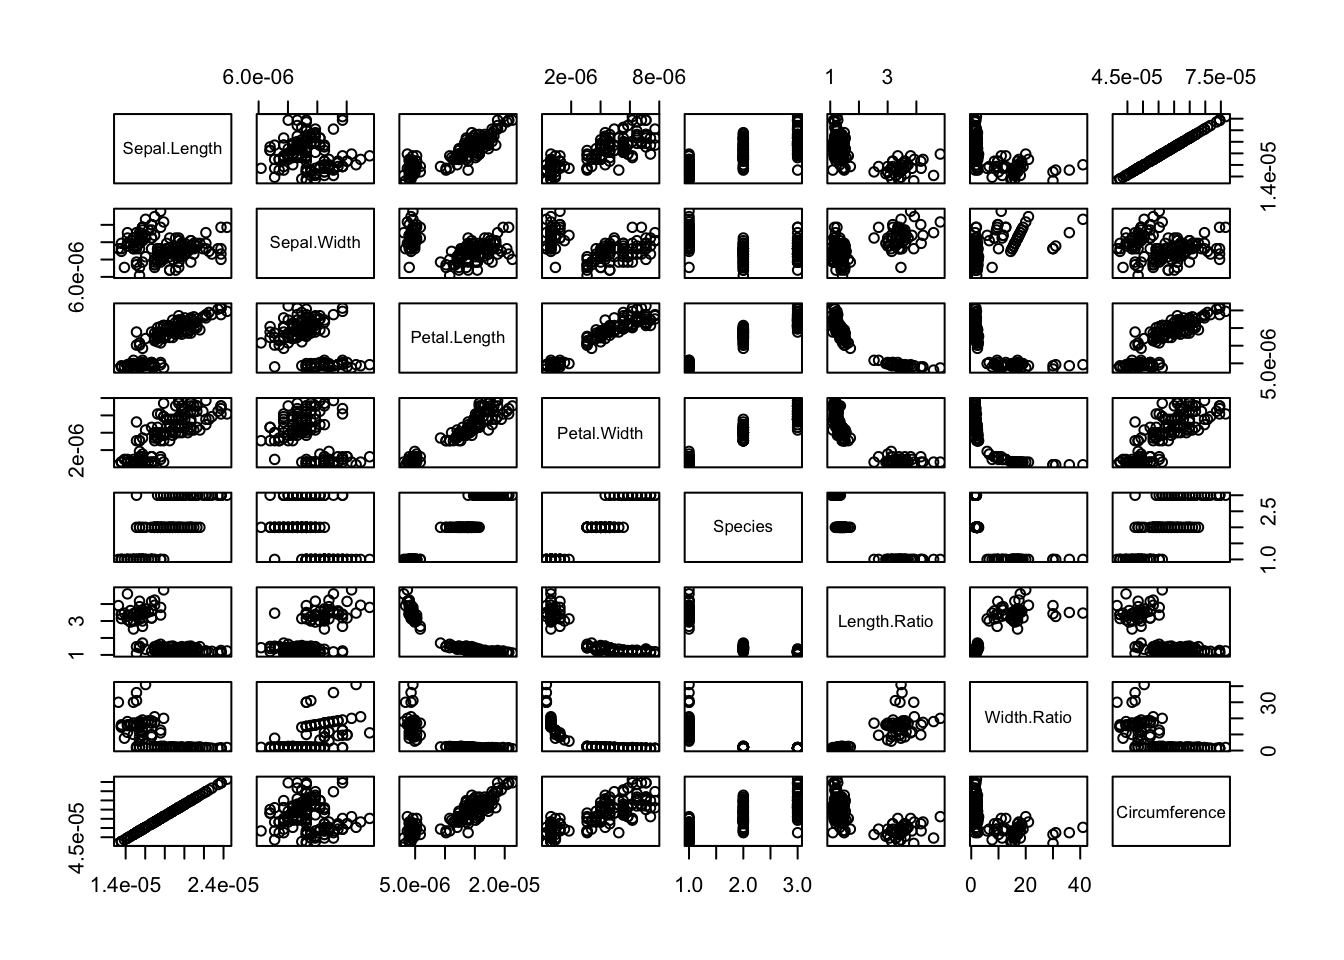 6.0e-06 2e-06 8e-06 1 3 4.5e-05 7.5e-05
Sepal.Length
1.4e-05
Sepal.Width
6.0e-06
Petal.Length
5.0e-06
Petal.Width
2e-06
Species
1.0 2.5
Length.Ratio
1 3
Width.Ratio
0 30
Circumference
4.5e-05
1.4e-05 2.4e-05 5.0e-06 2.0e-05 1.0 2.0 3.0 0 20 40